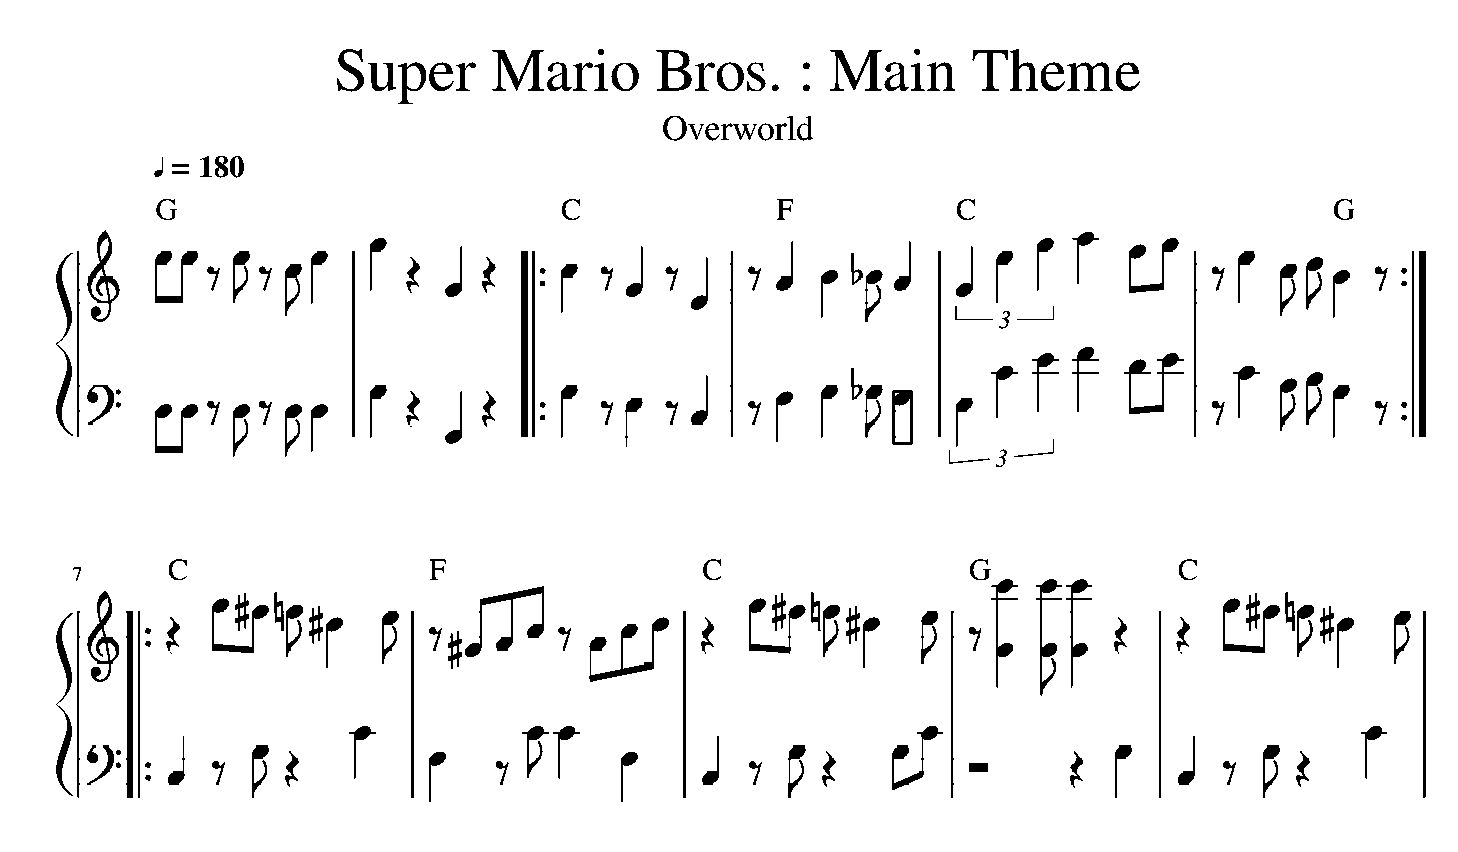 Super Mario Bros. : Main Theme
Overworld
♩ = 180
G C F C G
3
3
7 C F C G C